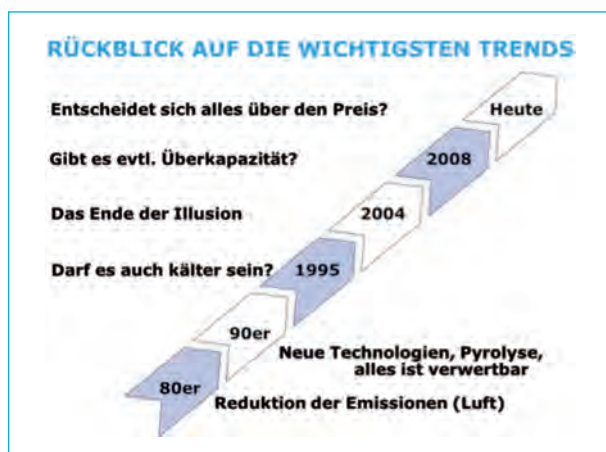 RÜCKBLICK AUF DIE WICHTIGSTEN TRENDS
Entscheidet sich alles über den Preis?
Heute
Gibt es evtl. Überkapazität?
2008
Das Ende der Illusion
2004
Darf es auch kälter sein?
1995
90er
Neue Technologien, Pyrolyse,
alles ist verwertbar
80er
Reduktion der Emissionen (Luft)